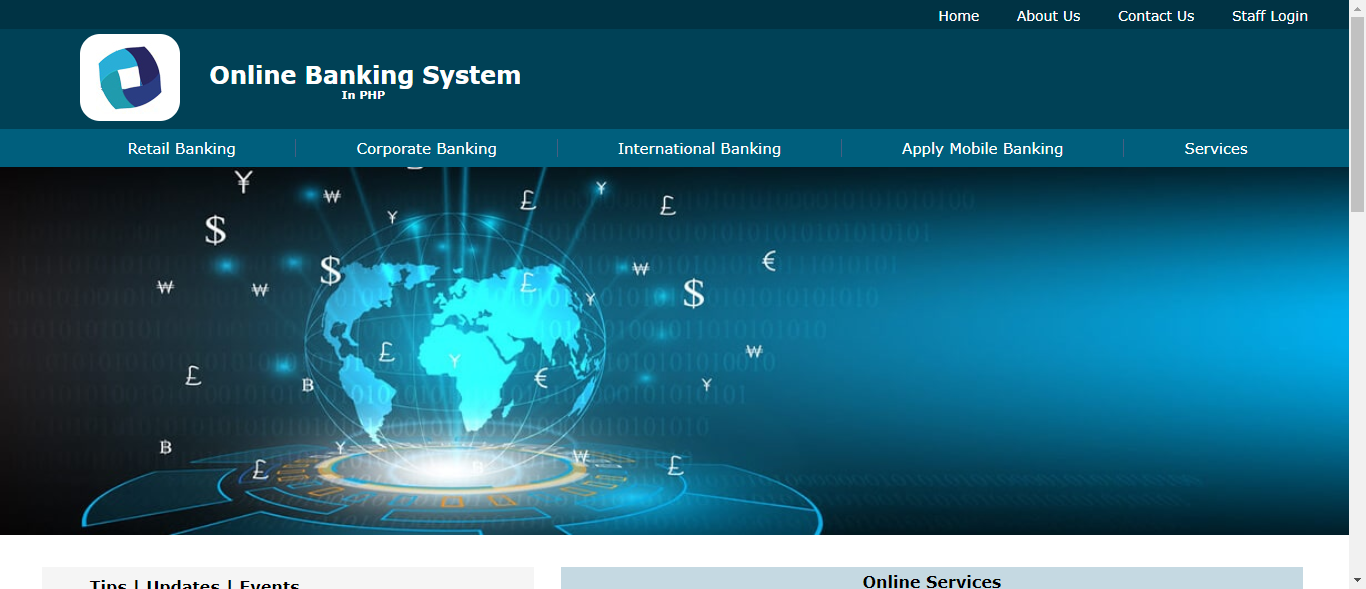 Home About Us Contact Us Staff Login
Online Banking System
In PHP
Retail Banking Corporate Banking International Banking Apply Mobile Banking Services
Tips | Updates | Events
Online Services